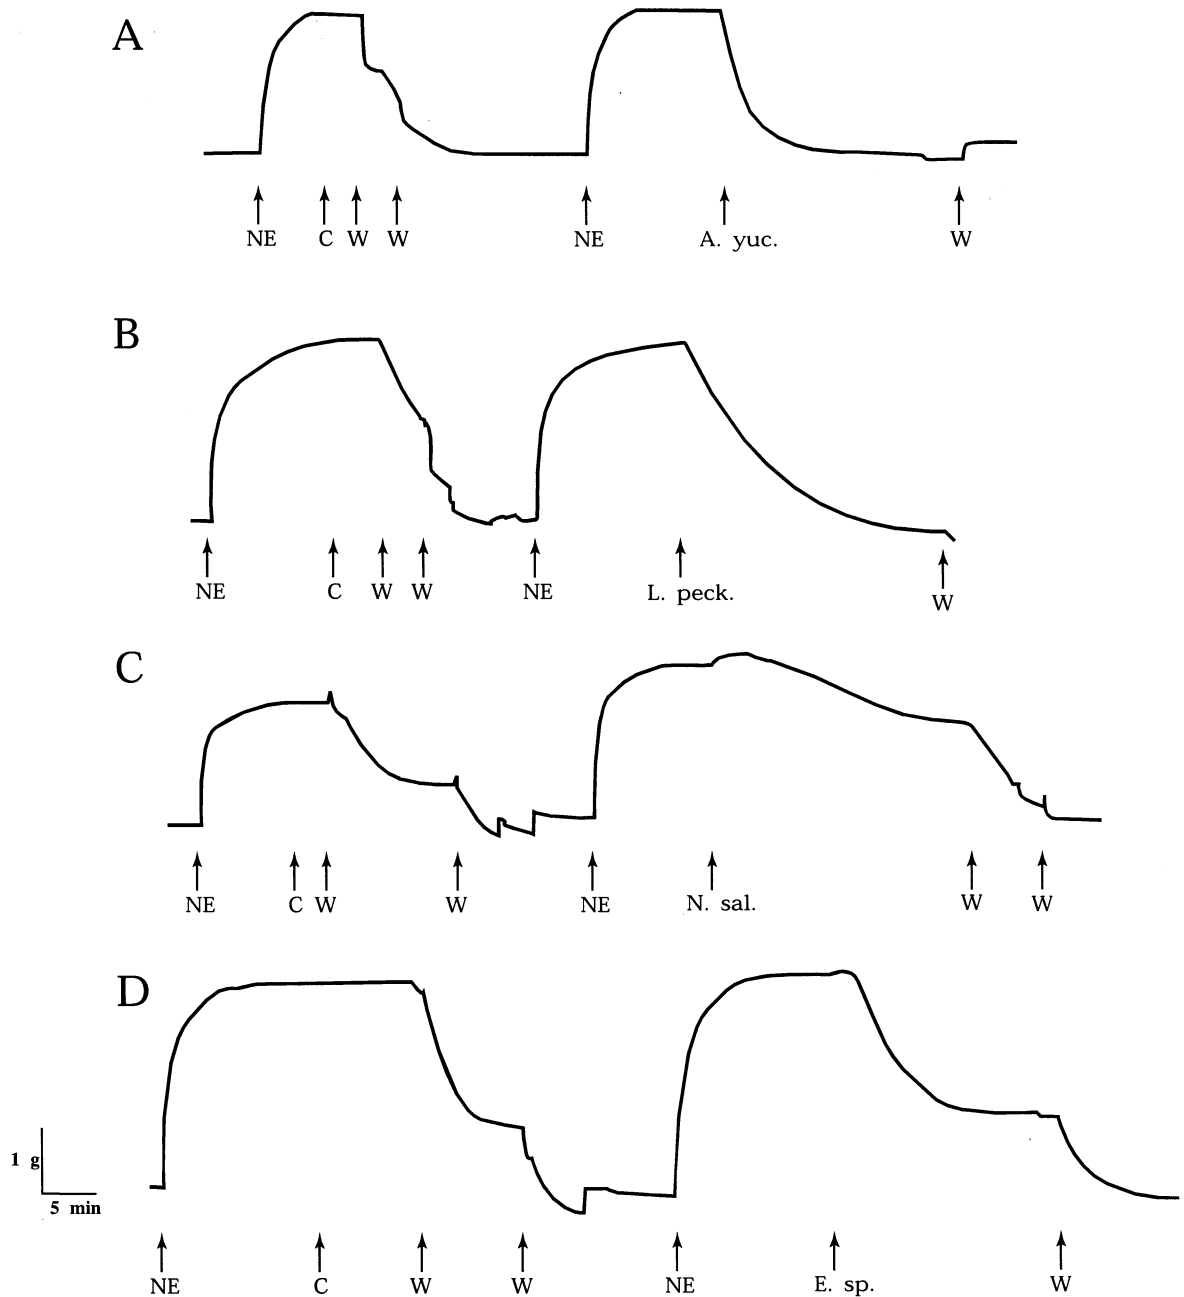 A
NE C W W NE A. yuc. W
B
NE C W W NE L. peck. W
C
NE C W W NE N. sal. W W
D
1 g
5 min
NE C W W NE E. sp. W